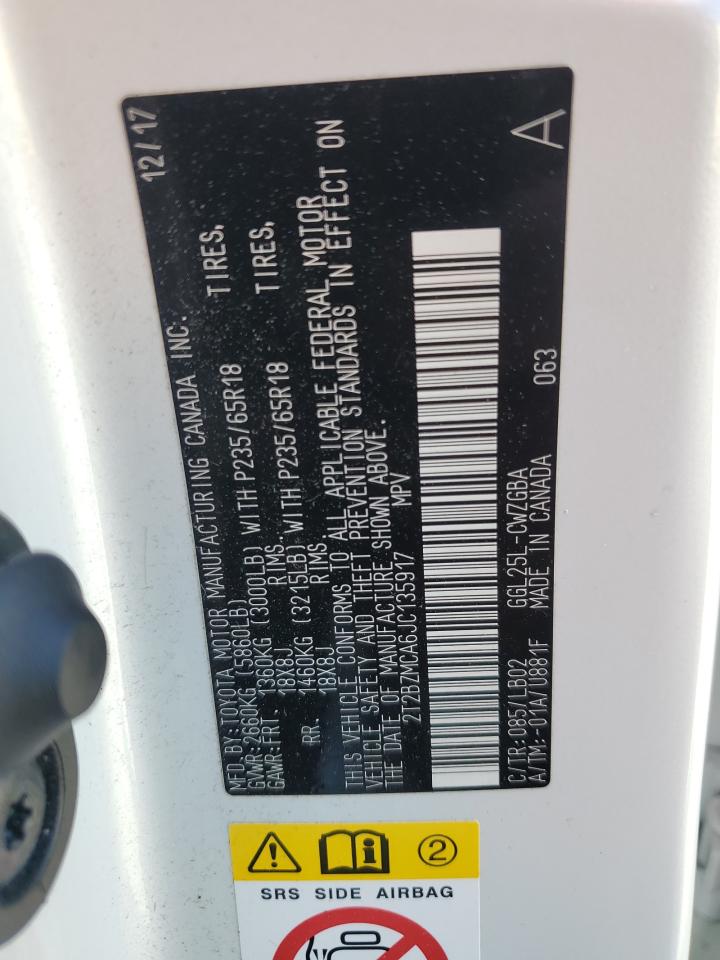 MFD.BY:TOYOTA MOTOR MANUFACTURING CANADA INC. 12/17
GVWR:2660KG (5860LB)
GAWR:FRT. 1360KG (3000LB) WITH P235/65R18 TIRES,
18X8J RIMS
RR. 1460KG (3215LB) WITH P235/65R18 TIRES,
18X8J RIMS
THIS VEHICLE CONFORMS TO ALL APPLICABLE FEDERAL MOTOR
VEHICLE SAFETY AND THEFT PREVENTION STANDARDS IN EFFECT ON
THE DATE OF MANUFACTURE SHOWN ABOVE.
2T2BZMCA6JC135917 MPV
C/TR:085/LB02 GGL25L-CWZGBA 063 A
A/TM:-01A/U881F MADE IN CANADA
2
SRS SIDE AIRBAG